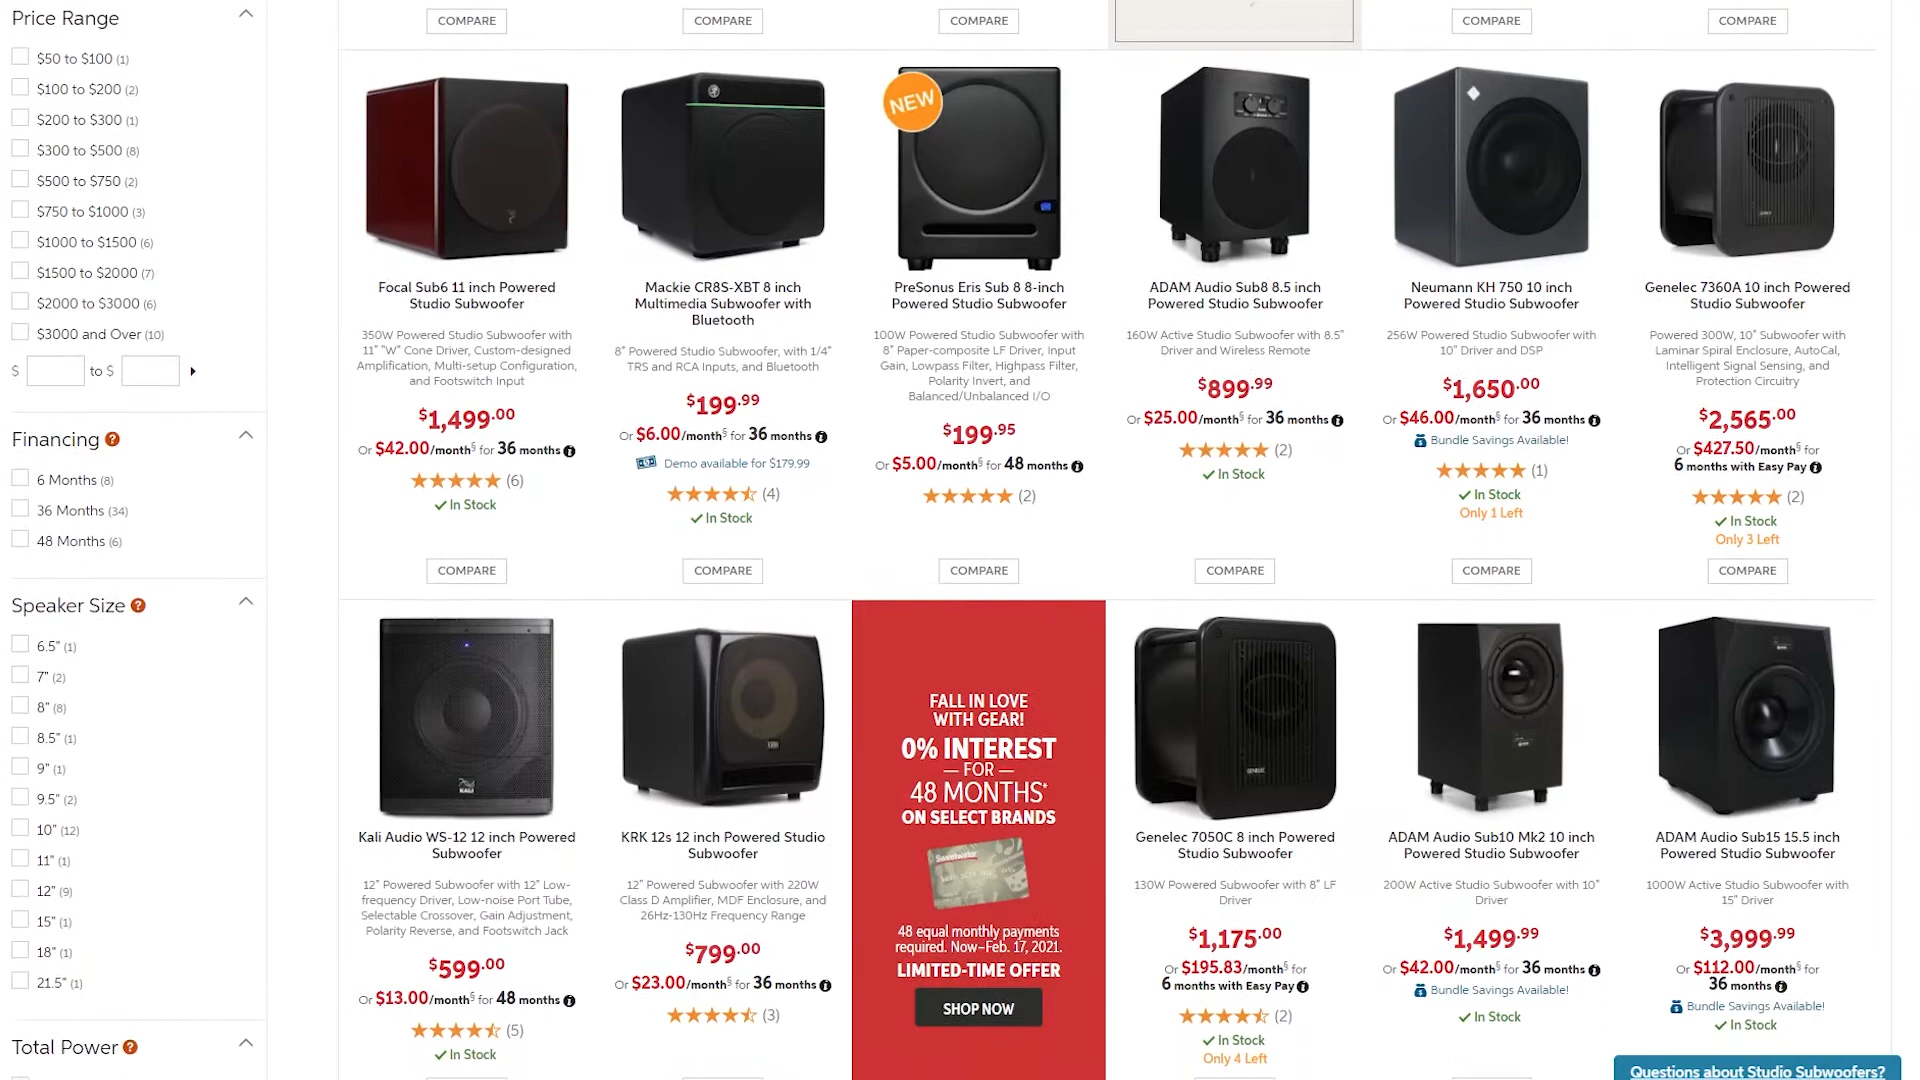 Price Range
$50 to $100 (1)
$100 to $200 (2)
$200 to $300 (1)
$300 to $500 (8)
$500 to $750 (2)
$750 to $1000 (3)
$1000 to $1500 (6)
$1500 to $2000 (7)
$2000 to $3000 (6)
$3000 and Over (10)
$ to $
Financing ?
6 Months (8)
36 Months (34)
48 Months (6)
Speaker Size ?
6.5" (1)
7" (2)
8" (8)
8.5" (1)
9" (1)
9.5" (2)
10" (12)
11" (1)
12" (9)
15" (1)
18" (1)
21.5" (1)
Total Power ?
COMPARE
COMPARE
COMPARE
COMPARE
COMPARE
Focal Sub6 11 inch Powered
Studio Subwoofer
350W Powered Studio Subwoofer with
11" "W" Cone Driver, Custom-designed
Amplification, Multi-setup Configuration,
and Footswitch Input
$1,499.00
Or $42.00/month§ for 36 months
(6)
In Stock
COMPARE
Mackie CR8S-XBT 8 inch
Multimedia Subwoofer with
Bluetooth
8" Powered Studio Subwoofer, with 1/4"
TRS and RCA Inputs, and Bluetooth
$199.99
Or $6.00/month§ for 36 months
Demo available for $179.99
(4)
In Stock
COMPARE
NEW
PreSonus Eris Sub 8 8-inch
Powered Studio Subwoofer
100W Powered Studio Subwoofer with
8" Paper-composite LF Driver, Input
Gain, Lowpass Filter, Highpass Filter,
Polarity Invert, and
Balanced/Unbalanced I/O
$199.95
Or $5.00/month§ for 48 months
(2)
COMPARE
ADAM Audio Sub8 8.5 inch
Powered Studio Subwoofer
160W Active Studio Subwoofer with 8.5"
Driver and Wireless Remote
$899.99
Or $25.00/month§ for 36 months
(2)
In Stock
COMPARE
Neumann KH 750 10 inch
Powered Studio Subwoofer
256W Powered Studio Subwoofer with
10" Driver and DSP
$1,650.00
Or $46.00/month§ for 36 months
Bundle Savings Available!
(1)
In Stock
Only 1 Left
COMPARE
Genelec 7360A 10 inch Powered
Studio Subwoofer
Powered 300W, 10" Subwoofer with
Laminar Spiral Enclosure, AutoCal,
Intelligent Signal Sensing, and
Protection Circuitry
$2,565.00
Or $427.50/month§ for
6 months with Easy Pay
(2)
In Stock
Only 3 Left
COMPARE
KALI
Kali Audio WS-12 12 inch Powered
Subwoofer
12" Powered Subwoofer with 12" Low-
frequency Driver, Low-noise Port Tube,
Selectable Crossover, Gain Adjustment,
Polarity Reverse, and Footswitch Jack
$599.00
Or $13.00/month§ for 48 months
(5)
In Stock
KRK 12s 12 inch Powered Studio
Subwoofer
12" Powered Subwoofer with 220W
Class D Amplifier, MDF Enclosure, and
26Hz-130Hz Frequency Range
$799.00
Or $23.00/month§ for 36 months
(3)
FALL IN LOVE
WITH GEAR!
0% INTEREST
— FOR —
48 MONTHS*
ON SELECT BRANDS
Sweetwater
48 equal monthly payments
required. Now–Feb. 17, 2021.
LIMITED-TIME OFFER
SHOP NOW
GENELEC
Genelec 7050C 8 inch Powered
Studio Subwoofer
130W Powered Subwoofer with 8" LF
Driver
$1,175.00
Or $195.83/month§ for
6 months with Easy Pay
(2)
In Stock
Only 4 Left
ADAM Audio Sub10 Mk2 10 inch
Powered Studio Subwoofer
200W Active Studio Subwoofer with 10"
Driver
$1,499.99
Or $42.00/month§ for 36 months
Bundle Savings Available!
In Stock
ADAM Audio Sub15 15.5 inch
Powered Studio Subwoofer
1000W Active Studio Subwoofer with
15" Driver
$3,999.99
Or $112.00/month§ for
36 months
Bundle Savings Available!
In Stock
Questions about Studio Subwoofers?